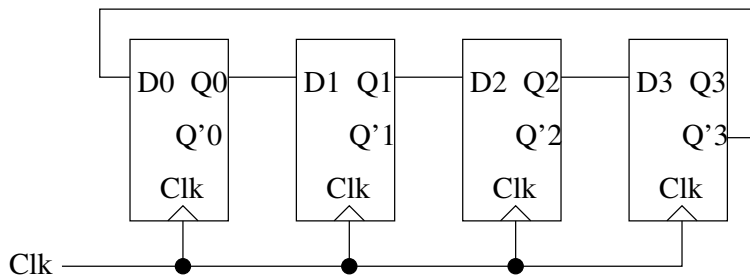 D0 Q0 D1 Q1 D2 Q2 D3 Q3
Q’0 Q’1 Q’2 Q’3
Clk Clk Clk Clk
Clk